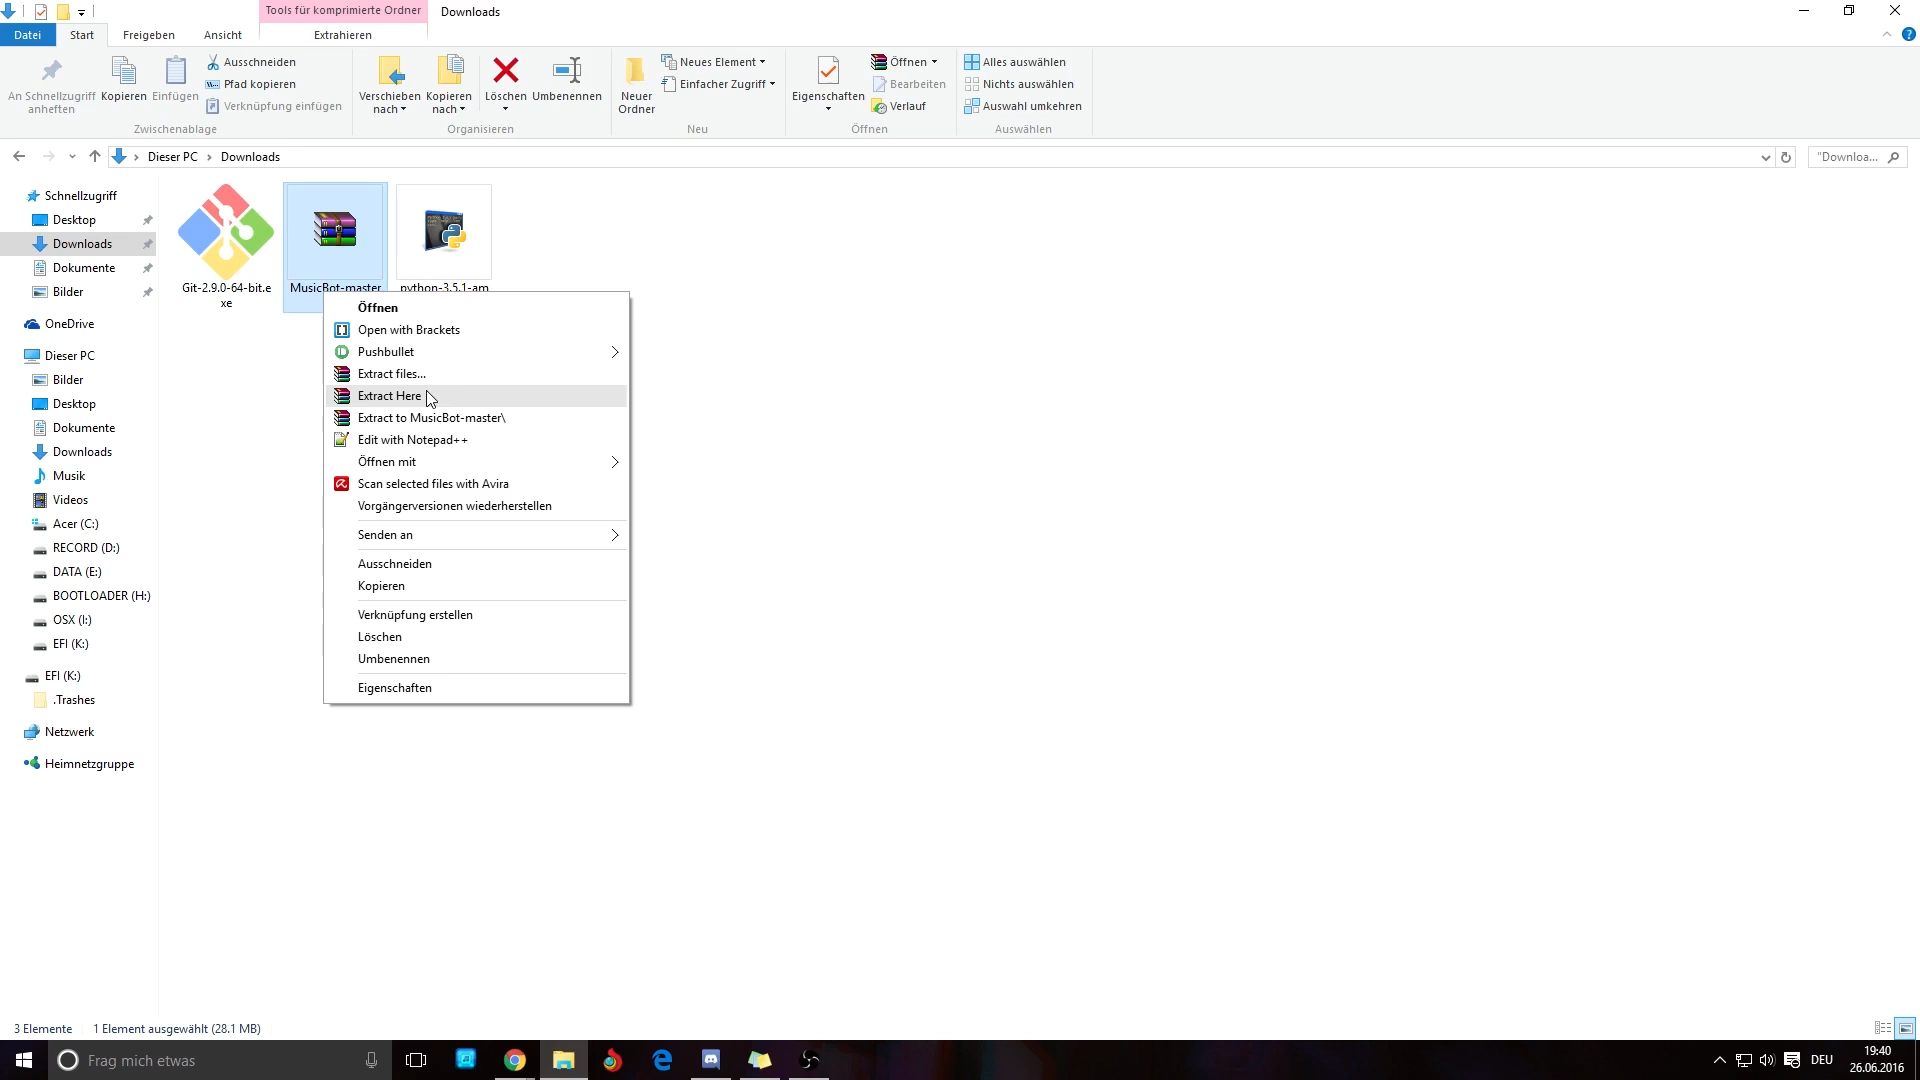 Tools für komprimierte Ordner
Downloads
Datei
Start
Freigeben
Ansicht
Extrahieren
An Schnellzugriff
anheften
Kopieren
Einfügen
Ausschneiden
Pfad kopieren
Verknüpfung einfügen
Zwischenablage
Verschieben
nach
Kopieren
nach
Löschen
Umbenennen
Organisieren
Neuer
Ordner
Neues Element
Einfacher Zugriff
Neu
Eigenschaften
Öffnen
Bearbeiten
Verlauf
Öffnen
Alles auswählen
Nichts auswählen
Auswahl umkehren
Auswählen
Dieser PC
Downloads
"Downloa...
Schnellzugriff
Desktop
Downloads
Dokumente
Bilder
OneDrive
Dieser PC
Bilder
Desktop
Dokumente
Downloads
Musik
Videos
Acer (C:)
RECORD (D:)
DATA (E:)
BOOTLOADER (H:)
OSX (I:)
EFI (K:)
EFI (K:)
.Trashes
Netzwerk
Heimnetzgruppe
Git-2.9.0-64-bit.e
xe
MusicBot-master
python-3.5.1-am
Öffnen
Open with Brackets
Pushbullet
Extract files...
Extract Here
Extract to MusicBot-master\
Edit with Notepad++
Öffnen mit
Scan selected files with Avira
Vorgängerversionen wiederherstellen
Senden an
Ausschneiden
Kopieren
Verknüpfung erstellen
Löschen
Umbenennen
Eigenschaften
3 Elemente
1 Element ausgewählt (28.1 MB)
Frag mich etwas
DEU
19:40
26.06.2016